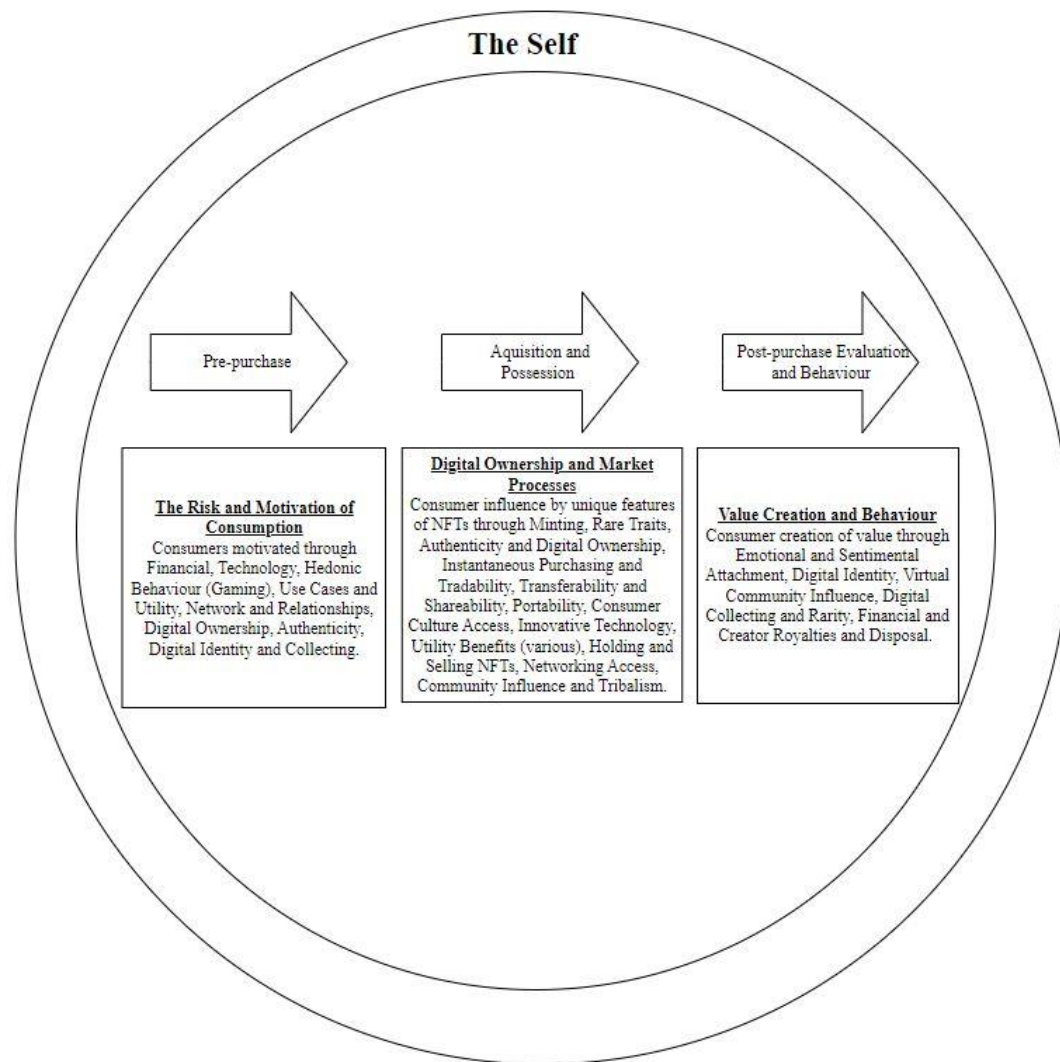 The Self
Pre-purchase
Aquisition and
Possession
Post-purchase Evaluation
and Behaviour
The Risk and Motivation of
Consumption
Consumers motivated through
Financial, Technology, Hedonic
Behaviour (Gaming), Use Cases and
Utility, Network and Relationships,
Digital Ownership, Authenticity,
Digital Identity and Collecting.
Digital Ownership and Market
Processes
Consumer influence by unique features
of NFTs through Minting, Rare Traits,
Authenticity and Digital Ownership,
Instantaneous Purchasing and
Tradability, Transferability and
Shareability, Portability, Consumer
Culture Access, Innovative Technology,
Utility Benefits (various), Holding and
Selling NFTs, Networking Access,
Community Influence and Tribalism.
Value Creation and Behaviour
Consumer creation of value through
Emotional and Sentimental
Attachment, Digital Identity, Virtual
Community Influence, Digital
Collecting and Rarity, Financial and
Creator Royalties and Disposal.